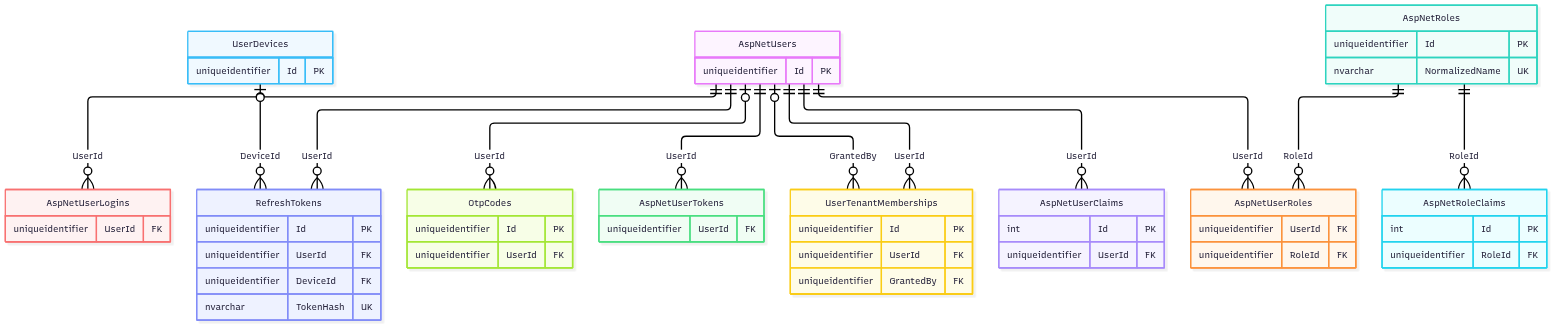 AspNetRoles
uniqueidentifier Id PK
nvarchar NormalizedName UK
UserDevices
uniqueidentifier Id PK
AspNetUsers
uniqueidentifier Id PK
UserId DeviceId UserId UserId UserId GrantedBy UserId UserId UserId RoleId RoleId
AspNetUserLogins
uniqueidentifier UserId FK
RefreshTokens
uniqueidentifier Id PK
uniqueidentifier UserId FK
uniqueidentifier DeviceId FK
nvarchar TokenHash UK
OtpCodes
uniqueidentifier Id PK
uniqueidentifier UserId FK
AspNetUserTokens
uniqueidentifier UserId FK
UserTenantMemberships
uniqueidentifier Id PK
uniqueidentifier UserId FK
uniqueidentifier GrantedBy FK
AspNetUserClaims
int Id PK
uniqueidentifier UserId FK
AspNetUserRoles
uniqueidentifier UserId FK
uniqueidentifier RoleId FK
AspNetRoleClaims
int Id PK
uniqueidentifier RoleId FK